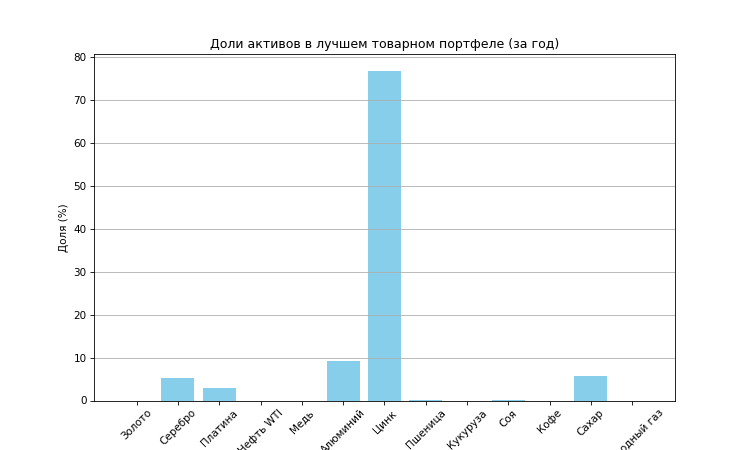 Доли активов в лучшем товарном портфеле (за год)
Доля (%)
80
70
60
50
40
30
20
10
0
Золото
Серебро
Платина
Нефть WTI
Медь
Алюминий
Цинк
Пшеница
Кукуруза
Соя
Кофе
Сахар
одный газ